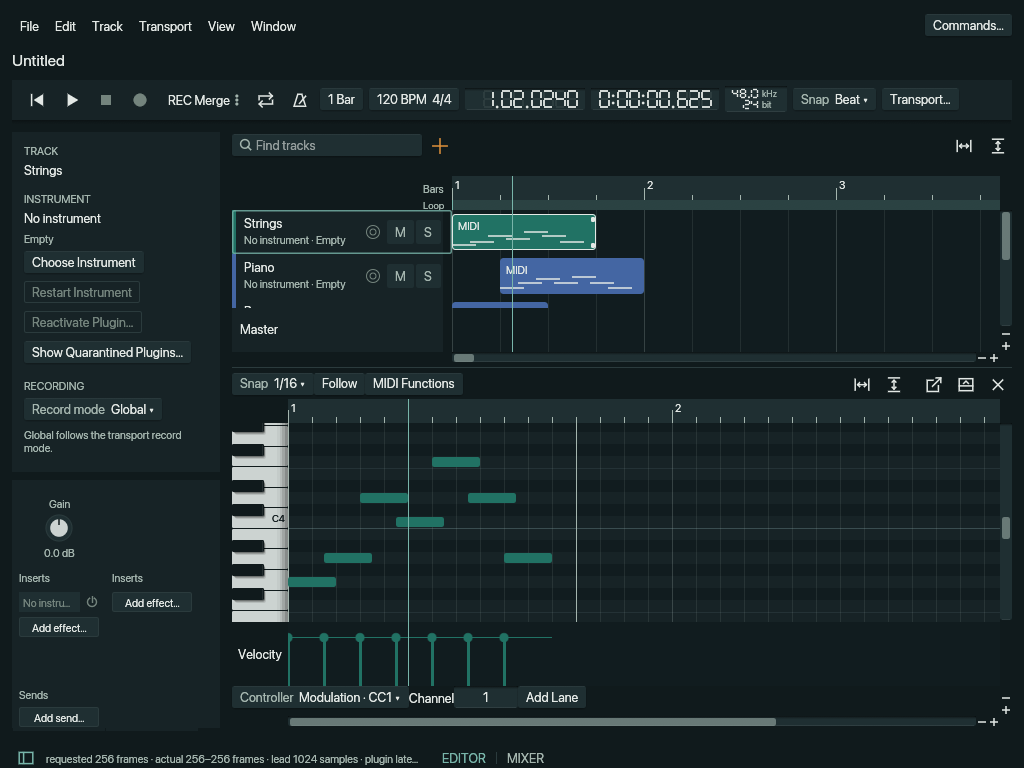 File Edit Track Transport View Window
Commands...
Untitled
REC Merge 1 Bar 120 BPM 4/4 1.02.0240 0:00:00.625 48.0 kHz 24 bit Snap Beat Transport...
TRACK
Strings
INSTRUMENT
No instrument
Empty
Choose Instrument
Restart Instrument
Reactivate Plugin...
Show Quarantined Plugins...
RECORDING
Record mode Global
Global follows the transport record
mode.
Gain
0.0 dB
Inserts Inserts
No instru... Add effect...
Add effect...
Sends
Add send...
Find tracks
Bars 1 2 3
Loop
Strings
No instrument · Empty M S
MIDI
Piano
No instrument · Empty M S
MIDI
Master
Snap 1/16 Follow MIDI Functions
1 2
C4
Velocity
Controller Modulation · CC1 Channel 1 Add Lane
requested 256 frames · actual 256–256 frames · lead 1024 samples · plugin late... EDITOR MIXER